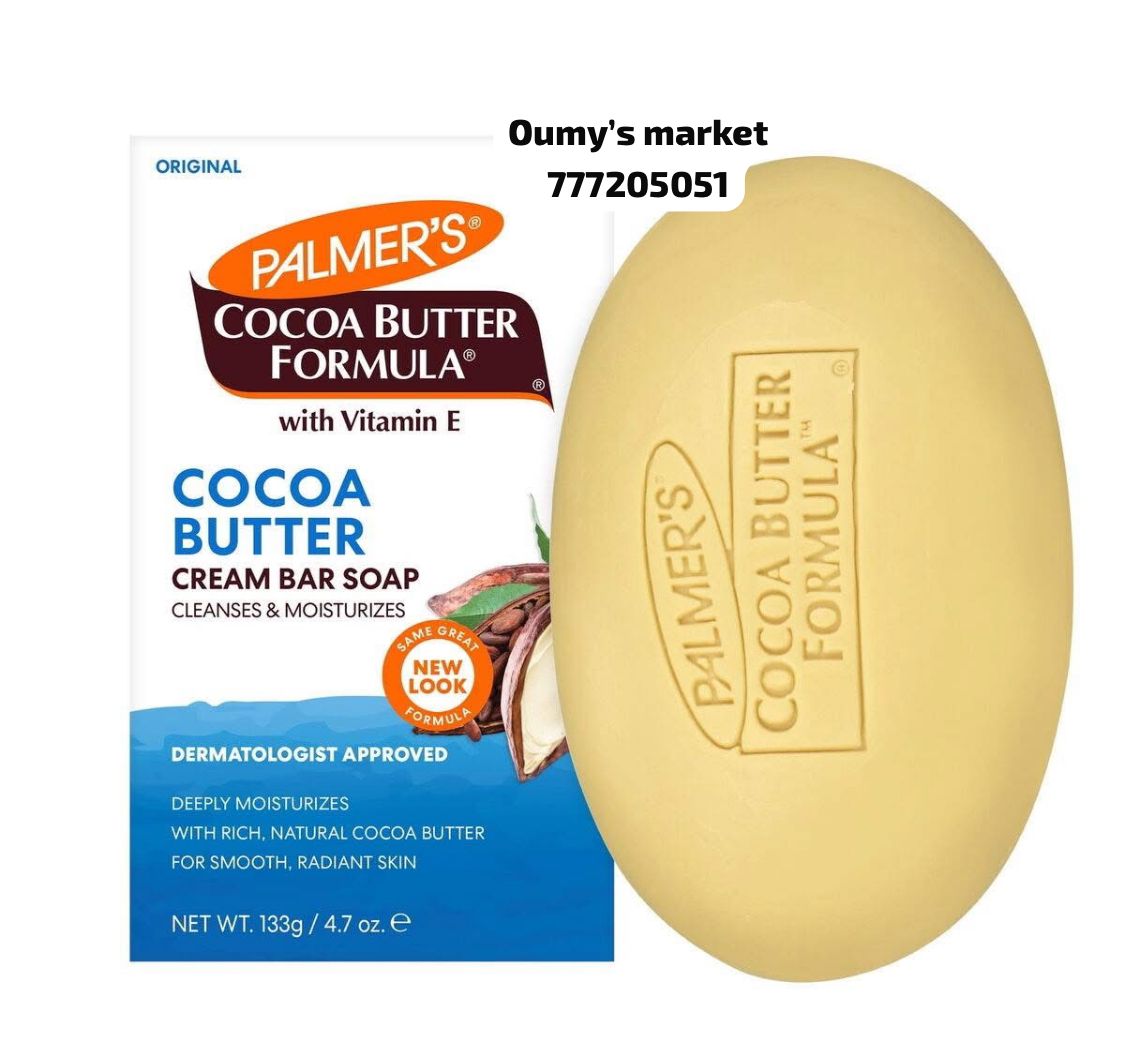 Oumy's market
777205051
ORIGINAL
PALMER'S®
COCOA BUTTER
FORMULA®
®
with Vitamin E
COCOA
BUTTER
CREAM BAR SOAP
CLEANSES & MOISTURIZES
SAME GREAT
NEW
LOOK
FORMULA
DERMATOLOGIST APPROVED
DEEPLY MOISTURIZES
WITH RICH, NATURAL COCOA BUTTER
FOR SMOOTH, RADIANT SKIN
NET WT. 133g / 4.7 oz. ℮
PALMER'S®
COCOA BUTTER
FORMULA™
®